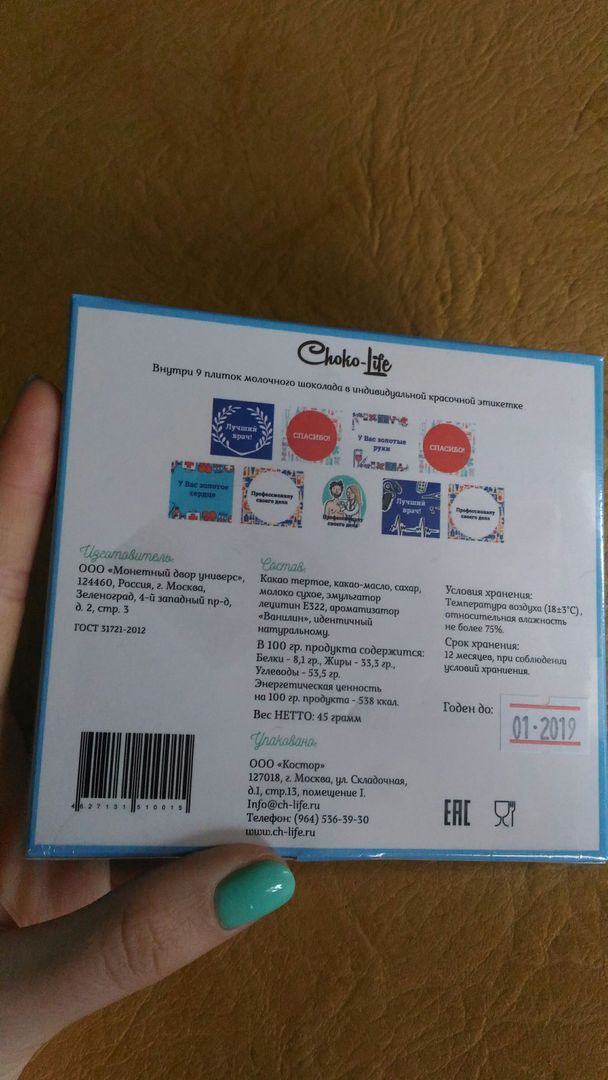 Choko-Life
Внутри 9 плиток молочного шоколада в индивидуальной красочной этикетке
Лучший
врач!
СПАСИБО!
У Вас золотые
руки
СПАСИБО!
У Вас золотое
сердце
Профессионалу
своего дела
Профессионалу
своего дела
Лучший
врач!
Профессионалу
своего дела
Изготовитель:
ООО «Монетный двор универс»,
124460, Россия, г. Москва,
Зеленоград, 4-й западный пр-д,
д. 2, стр. 3
ГОСТ 31721-2012
Состав:
Какао тертое, какао-масло, сахар,
молоко сухое, эмульгатор
лецитин Е322, ароматизатор
«Ванилин», идентичный
натуральному.
В 100 гр. продукта содержится:
Белки - 8,1 гр., Жиры - 33,3 гр.,
Углеводы - 53,5 гр.
Энергетическая ценность
на 100 гр. продукта - 538 ккал.
Вес НЕТТО: 45 грамм
Упаковано:
ООО «Костор»
127018, г. Москва, ул. Складочная,
д.1, стр.13, помещение I.
Info@ch-life.ru
Телефон: (964) 536-39-30
www.ch-life.ru
Условия хранения:
Температура воздуха (18±3°С),
относительная влажность
не более 75%.
Срок хранения:
12 месяцев, при соблюдении
условий храниения.
Годен до:
01·2019
4 627131 510015
ЕАС